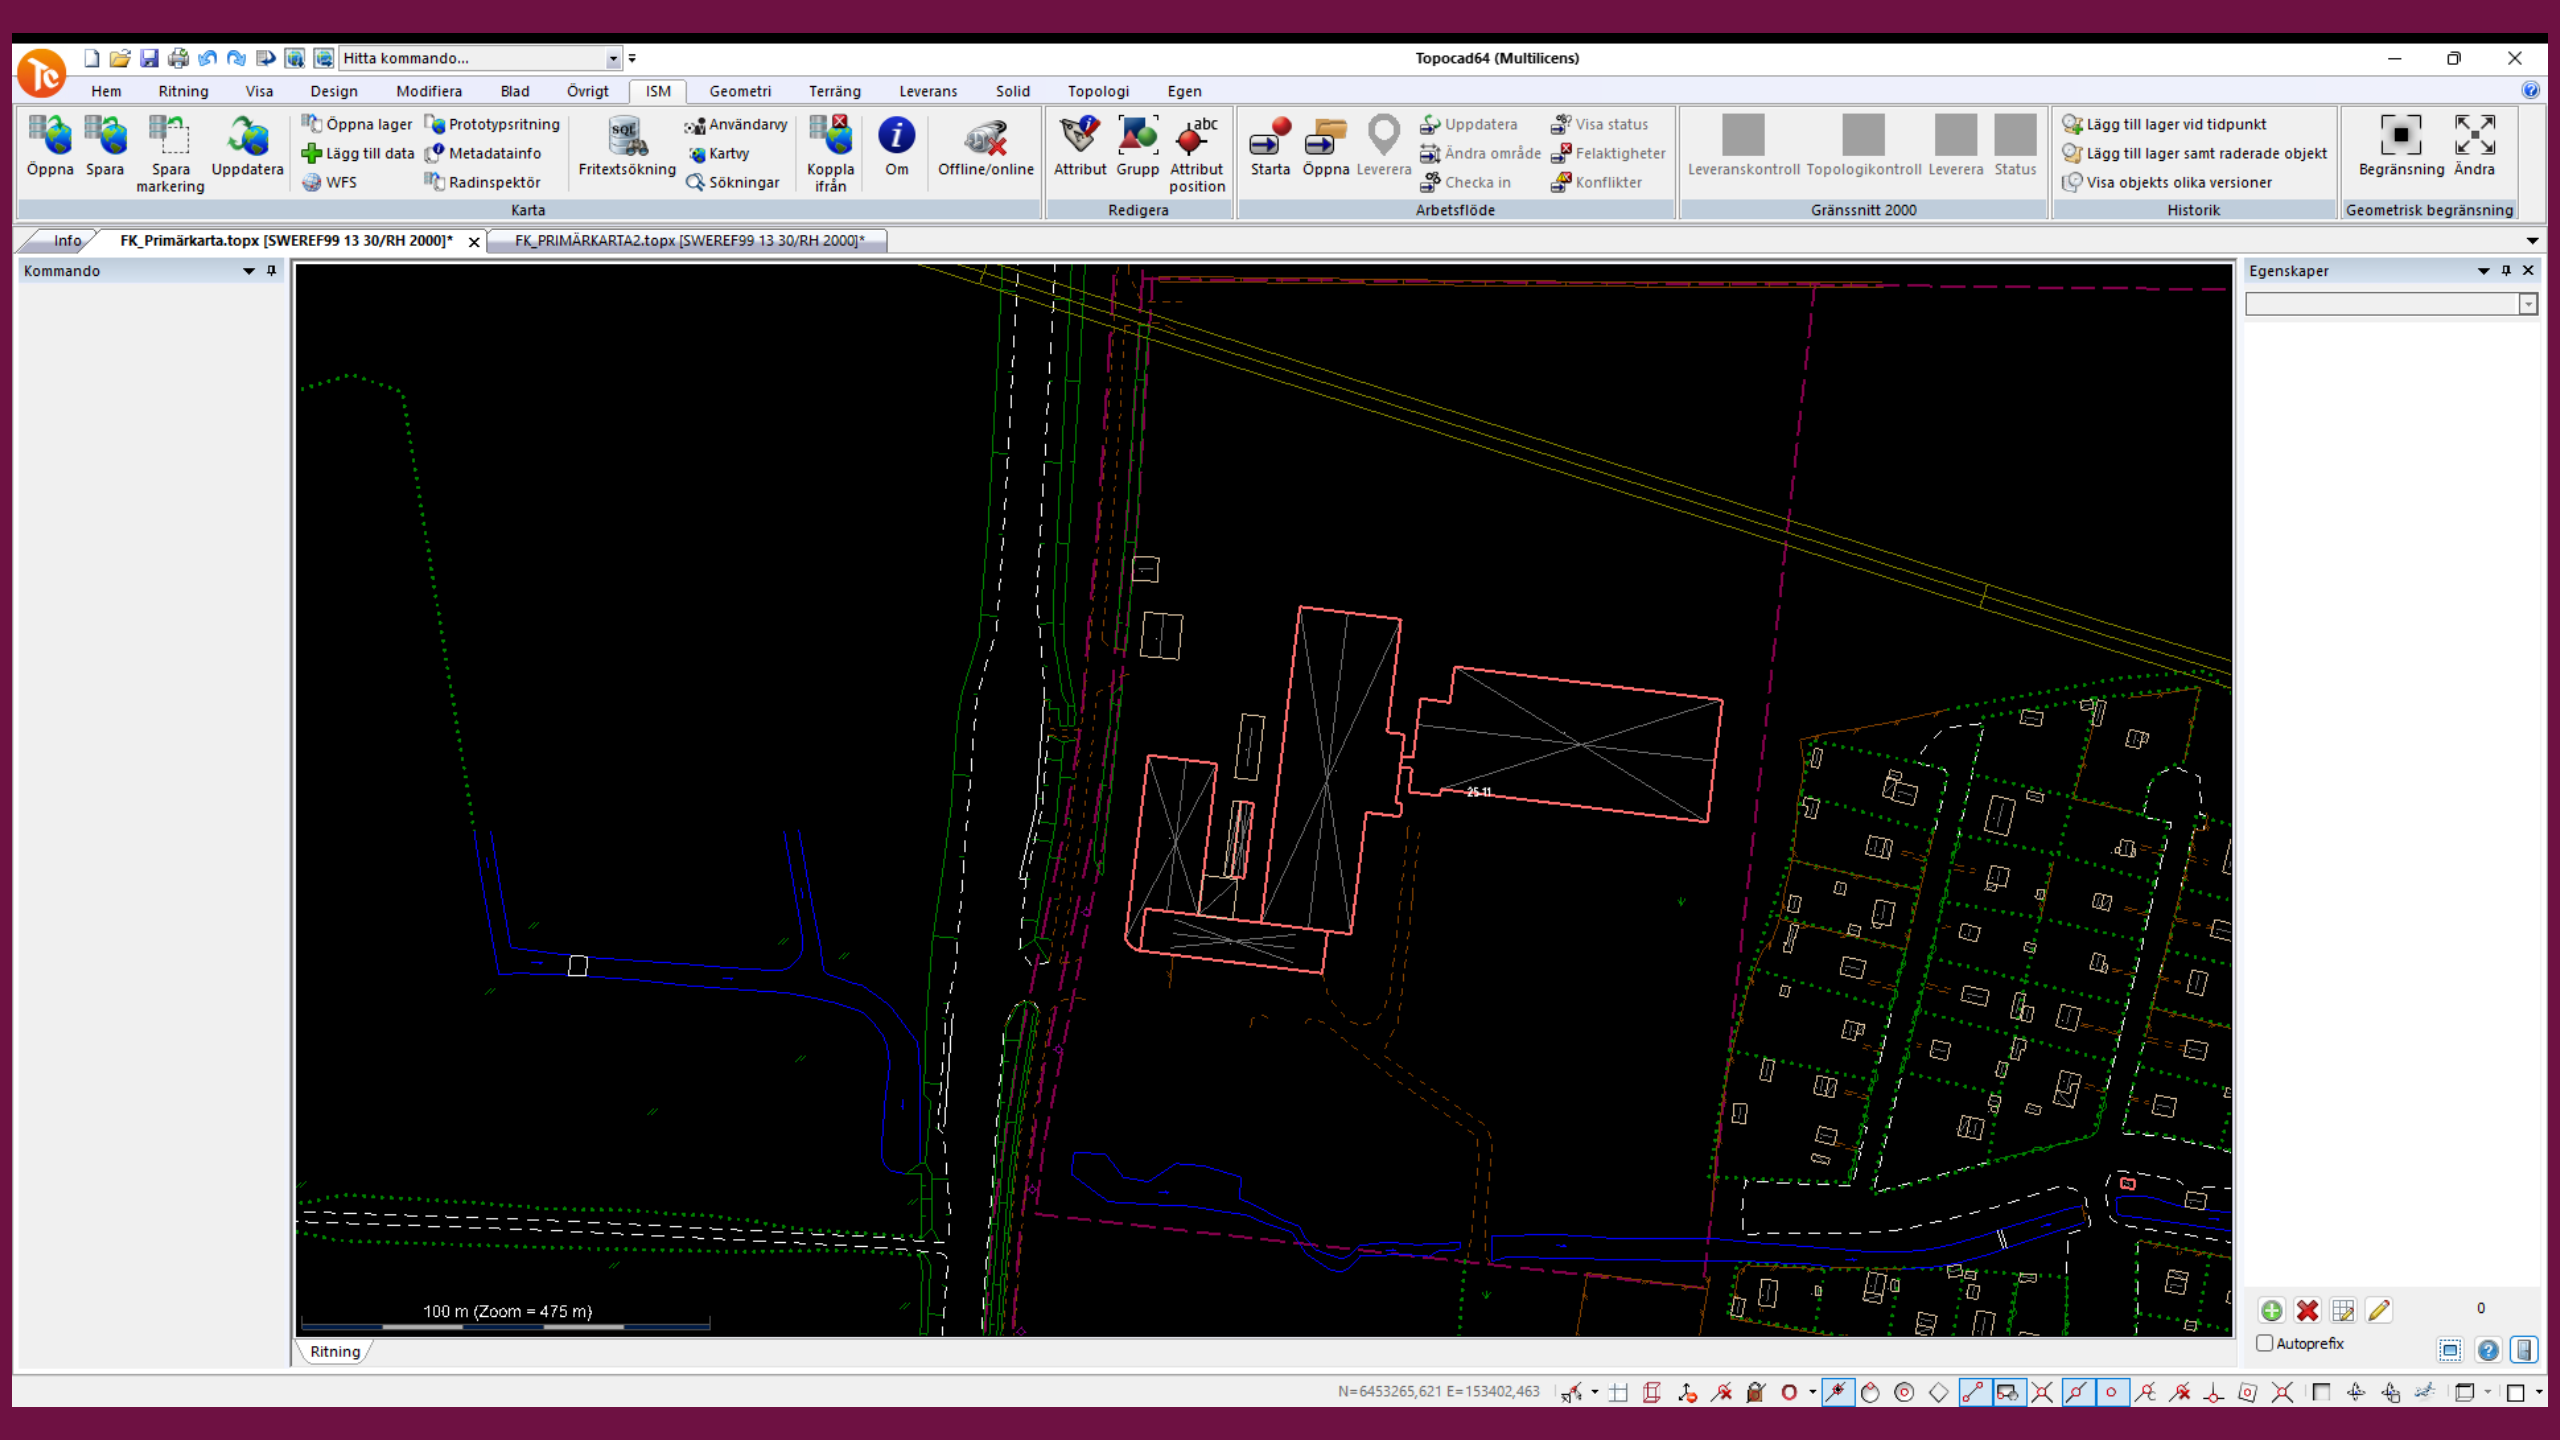 Hitta kommando...
Topocad64 (Multilicens)
Hem Ritning Visa Design Modifiera Blad Övrigt ISM Geometri Terräng Leverans Solid Topologi Egen
Öppna
Spara
Spara markering
Uppdatera
Öppna lager
Lägg till data
WFS
Prototypsritning
Metadatainfo
Radinspektör
SQL
Fritextsökning
Användarvy
Kartvy
Sökningar
Koppla ifrån
Om
Offline/online
Karta
Attribut
Grupp
abc
Attribut position
Redigera
Starta
Öppna
Leverera
Uppdatera
Ändra område
Checka in
Visa status
Felaktigheter
Konflikter
Arbetsflöde
Leveranskontroll
Topologikontroll
Leverera
Status
Gränssnitt 2000
Lägg till lager vid tidpunkt
Lägg till lager samt raderade objekt
Visa objekts olika versioner
Historik
Begränsning
Ändra
Geometrisk begränsning
Info
FK_Primärkarta.topx [SWEREF99 13 30/RH 2000]*
FK_PRIMÄRKARTA2.topx [SWEREF99 13 30/RH 2000]*
Kommando
Egenskaper
25-11
100 m (Zoom = 475 m)
0
Autoprefix
Ritning
N=6453265,621 E=153402,463